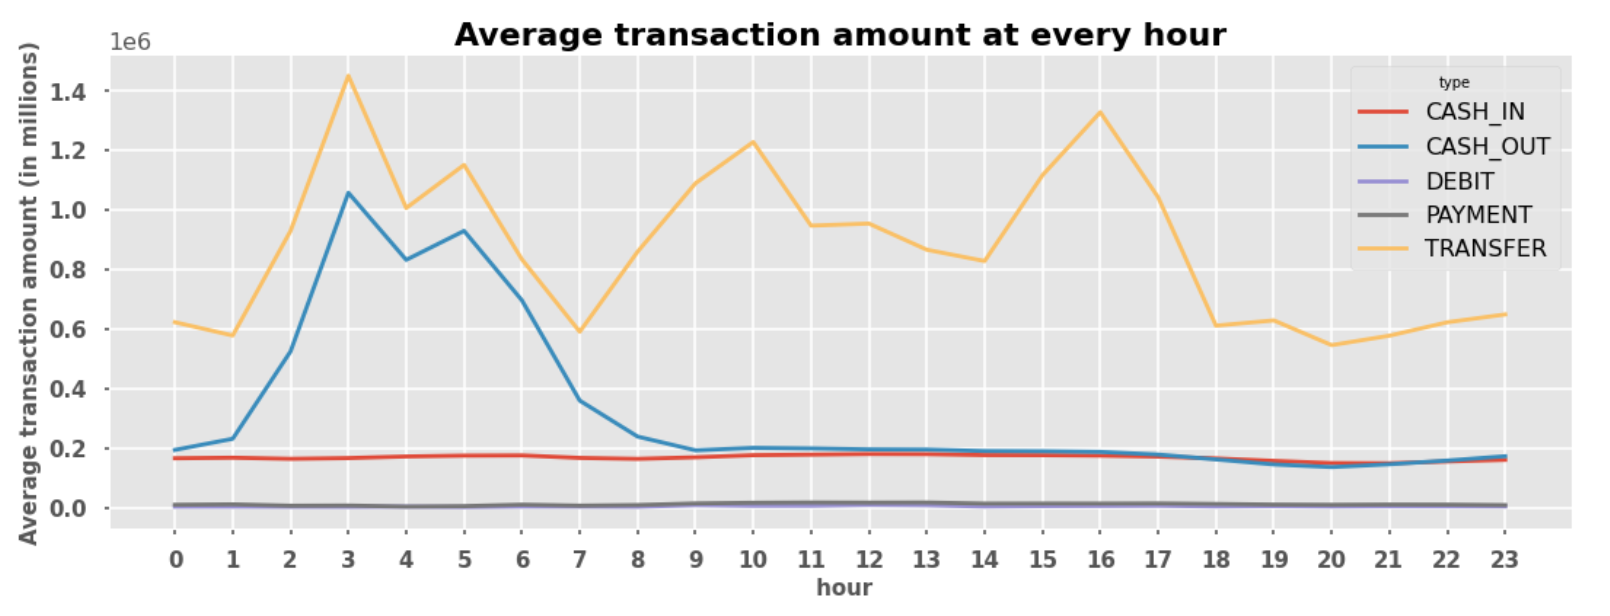 Average transaction amount at every hour
1e6
Average transaction amount (in millions)
1.4
1.2
1.0
0.8
0.6
0.4
0.2
0.0
type
CASH_IN
CASH_OUT
DEBIT
PAYMENT
TRANSFER
0 1 2 3 4 5 6 7 8 9 10 11 12 13 14 15 16 17 18 19 20 21 22 23
hour